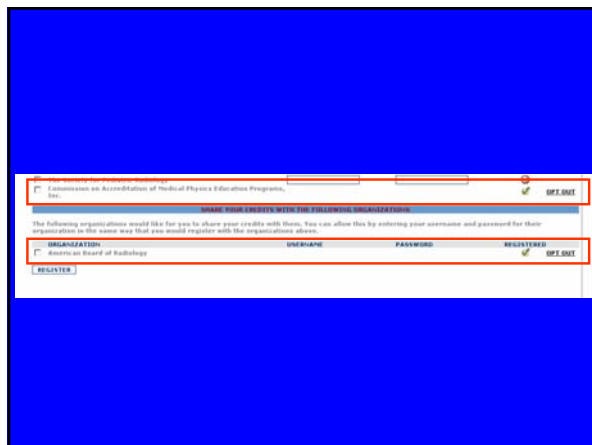 The Society for Pediatric Radiology
Commission on Accreditation of Medical Physics Education Programs,
Inc.
OPT OUT
SHARE YOUR CREDITS WITH THE FOLLOWING ORGANIZATIONS
The following organizations would like for you to share your credits with them. You can allow this by entering your username and password for their
organization in the same way that you would register with the organizations above.
ORGANIZATION USERNAME PASSWORD REGISTERED
American Board of Radiology OPT OUT
REGISTER